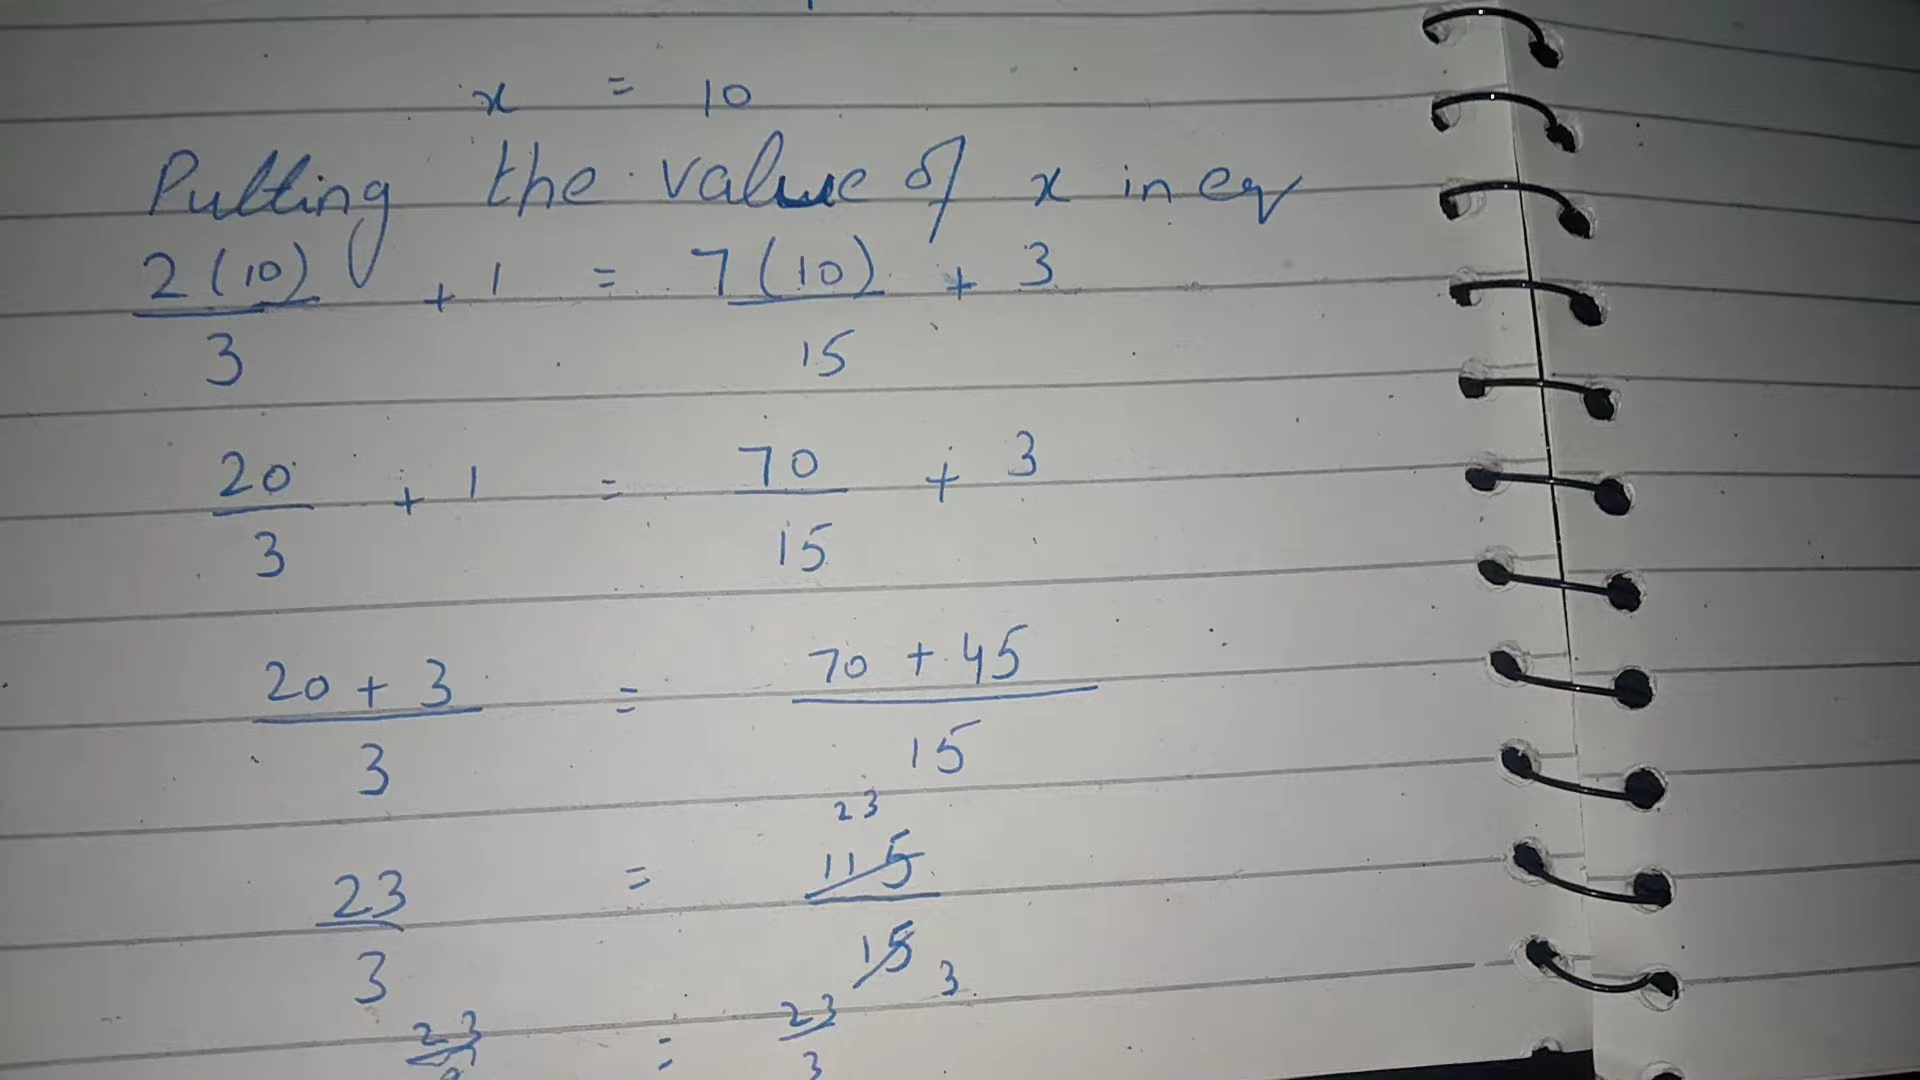 x = 10
Putting the value of x in eq
2(10)/3 + 1 = 7(10)/15 + 3
20/3 + 1 = 70/15 + 3
20 + 3/3 = 70 + 45/15
23
23/3 = 115/15 3
23 = 23/3